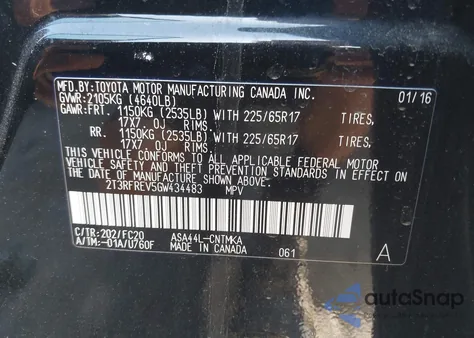 MFD.BY:TOYOTA MOTOR MANUFACTURING CANADA INC.
GVWR: 2105KG (4640LB) 01/16
GAWR:FRT. 1150KG (2535LB) WITH 225/65R17 TIRES.
17X7 0J RIMS.
RR. 1150KG (2535LB) WITH 225/65R17 TIRES.
17X7 0J RIMS.
THIS VEHICLE CONFORMS TO ALL APPLICABLE FEDERAL MOTOR
VEHICLE SAFETY AND THEFT PREVENTION STANDARDS IN EFFECT ON
THE DATE OF MANUFACTURE SHOWN ABOVE.
2T3RFREV5GW434483 MPV
C/TR:202/FC20 ASA44L-CNTMKA
A/TM:-01A/U760F MADE IN CANADA 061 A
autoSnap